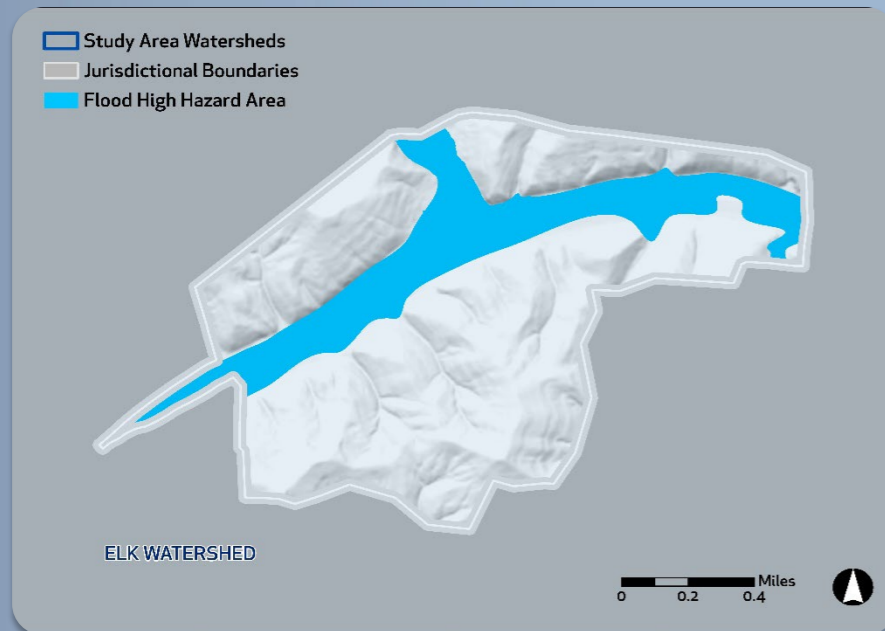 Study Area Watersheds
Jurisdictional Boundaries
Flood High Hazard Area
ELK WATERSHED
Miles
0 0.2 0.4